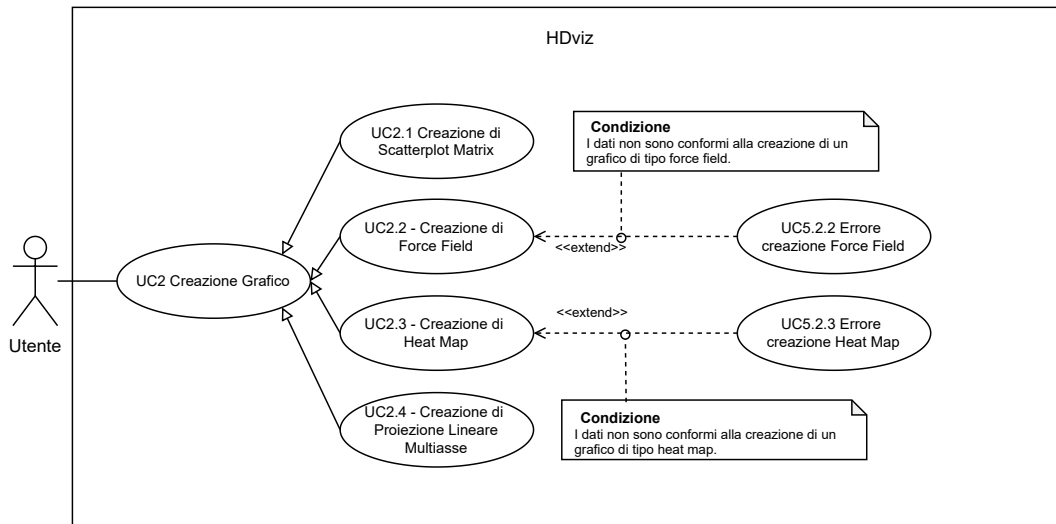 HDviz
UC2.1 Creazione di
Scatterplot Matrix
Condizione
I dati non sono conformi alla creazione di un
grafico di tipo force field.
UC2.2 - Creazione di
Force Field
<<extend>>
UC5.2.2 Errore
creazione Force Field
UC2 Creazione Grafico
Utente
UC2.3 - Creazione di
Heat Map
<<extend>>
UC5.2.3 Errore
creazione Heat Map
UC2.4 - Creazione di
Proiezione Lineare
Multiasse
Condizione
I dati non sono conformi alla creazione di un
grafico di tipo heat map.